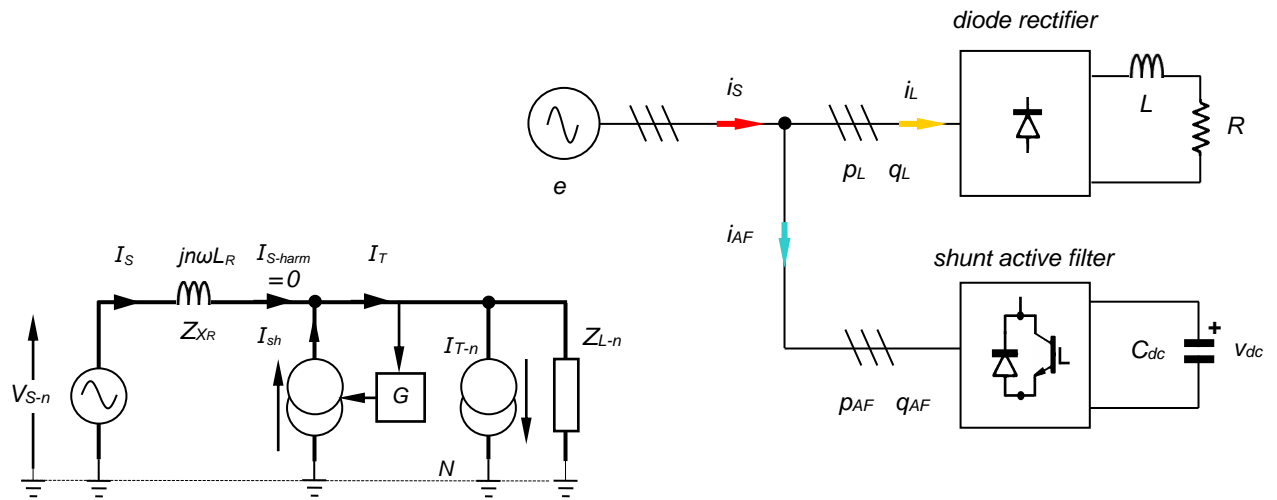 diode rectifier
iS
iL
L
R
e
pL qL
iAF
shunt active filter
Cdc
+
vdc
pAF qAF
IS
jnωLR
IS-harm
=0
IT
ZXR
Ish
IT-n
ZL-n
VS-n
G
N